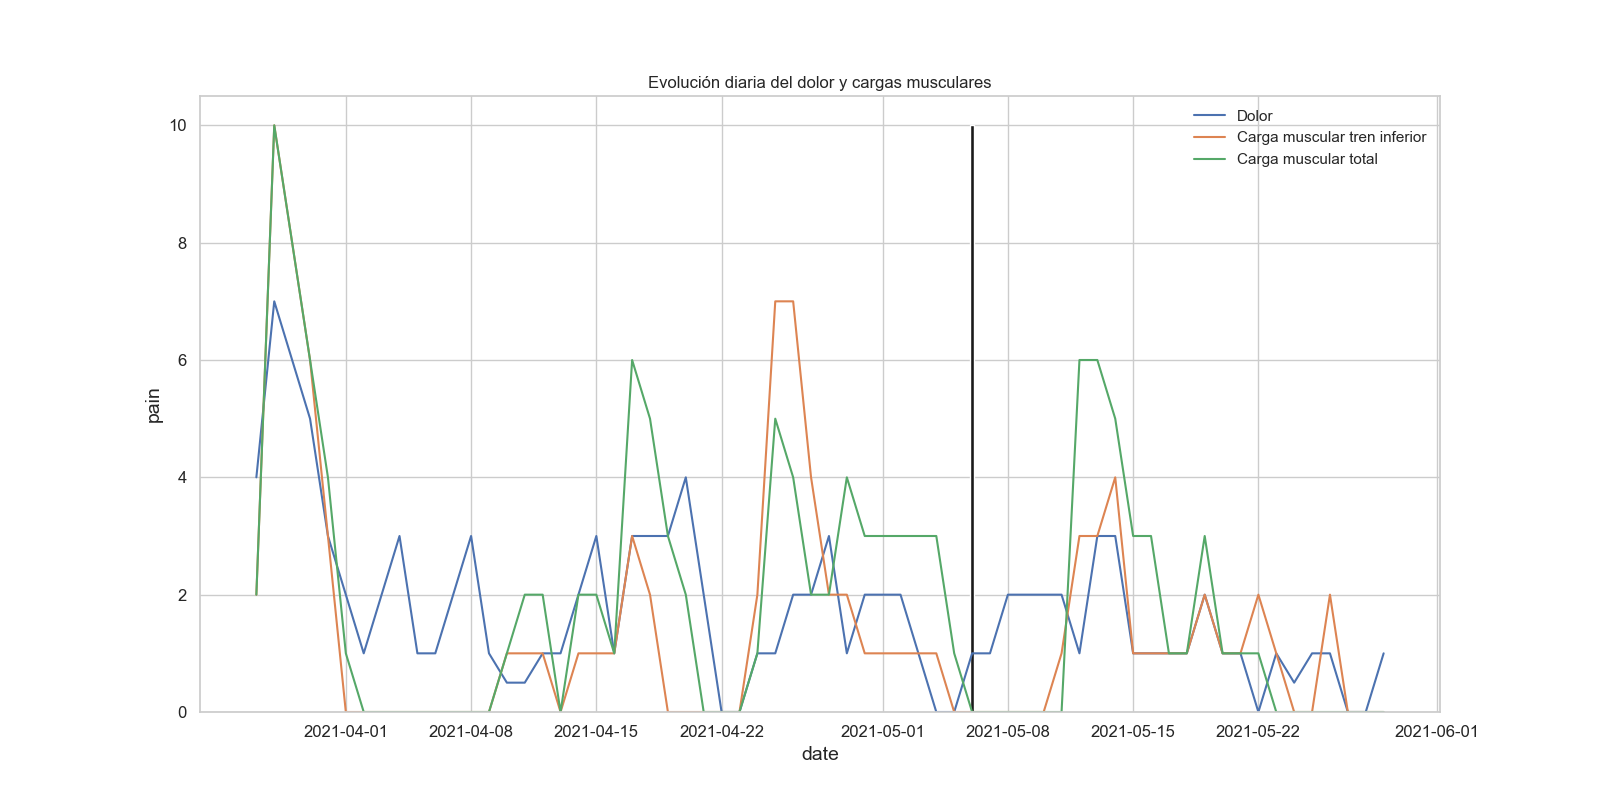 Evolución diaria del dolor y cargas musculares
Dolor
Carga muscular tren inferior
Carga muscular total
10
8
6
4
2
0
pain
2021-04-01
2021-04-08
2021-04-15
2021-04-22
2021-05-01
2021-05-08
2021-05-15
2021-05-22
2021-06-01
date